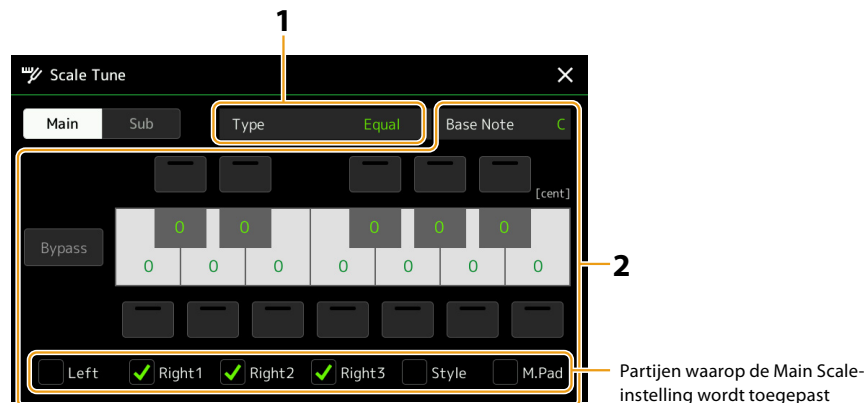 1
Scale Tune
Main Sub Type Equal Base Note C
[cent]
0 0 0 0 0
Bypass
0 0 0 0 0 0 0
2
Left Right1 Right2 Right3 Style M.Pad
Partijen waarop de Main Scale-
instelling wordt toegepast